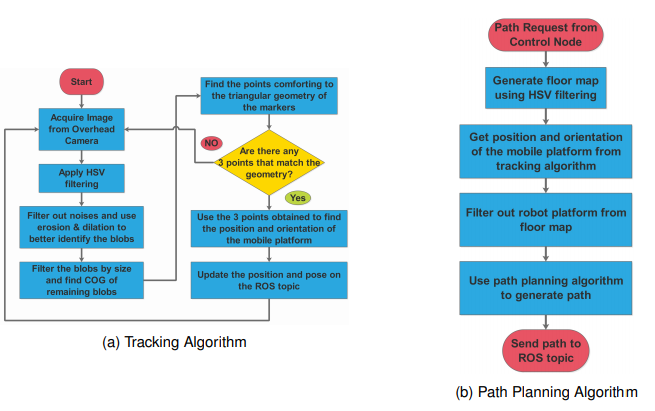 Start
Acquire Image
from Overhead
Camera
Apply HSV
filtering
Filter out noises and use
erosion & dilation to
better identify the blobs
Filter the blobs by size
and find COG of
remaining blobs
Find the points comforting to
the triangular geometry of
the markers
NO
Are there any
3 points that match the
geometry?
Yes
Use the 3 points obtained to find
the position and orientation
of the mobile platform
Update the position and pose on
the ROS topic
(a) Tracking Algorithm
Path Request from
Control Node
Generate floor map
using HSV filtering
Get position and orientation
of the mobile platform from
tracking algorithm
Filter out robot platform from
floor map
Use path planning algorithm
to generate path
Send path to
ROS topic
(b) Path Planning Algorithm